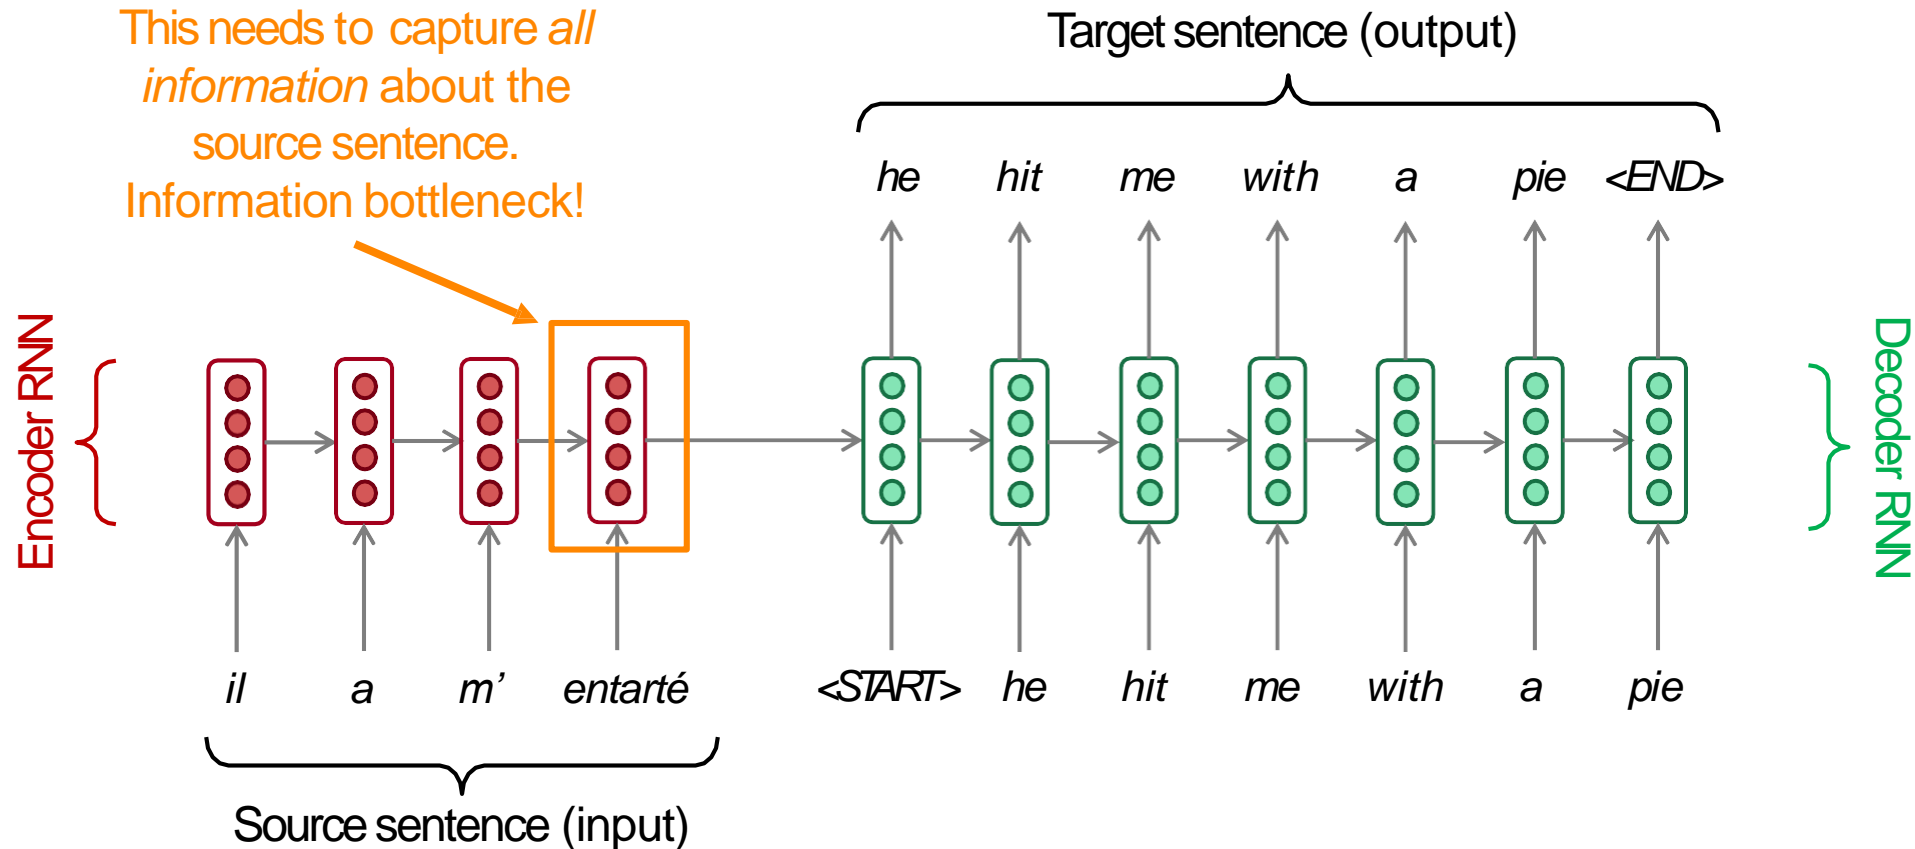 This needs to capture all
information about the
source sentence.
Information bottleneck!
Target sentence (output)
he hit me with a pie <END>
Encoder RNN
Decoder RNN
il a m’ entarté
<START> he hit me with a pie
Source sentence (input)